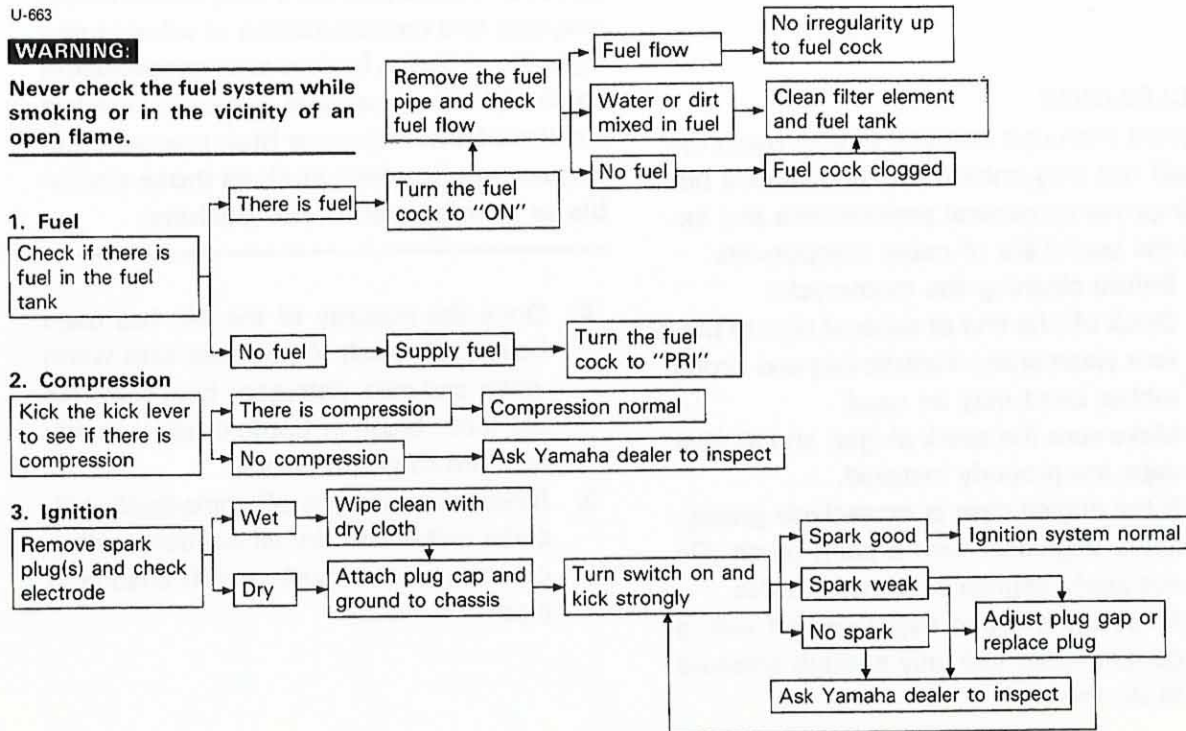 U-663
WARNING:
Never check the fuel system while
smoking or in the vicinity of an
open flame.
1. Fuel
Check if there is
fuel in the fuel
tank
There is fuel
Turn the fuel
cock to "ON"
Remove the fuel
pipe and check
fuel flow
Fuel flow
No irregularity up
to fuel cock
Water or dirt
mixed in fuel
Clean filter element
and fuel tank
No fuel
Fuel cock clogged
No fuel
Supply fuel
Turn the fuel
cock to "PRI"
2. Compression
Kick the kick lever
to see if there is
compression
There is compression
Compression normal
No compression
Ask Yamaha dealer to inspect
3. Ignition
Remove spark
plug(s) and check
electrode
Wet
Wipe clean with
dry cloth
Dry
Attach plug cap and
ground to chassis
Turn switch on and
kick strongly
Spark good
Ignition system normal
Spark weak
No spark
Adjust plug gap or
replace plug
Ask Yamaha dealer to inspect